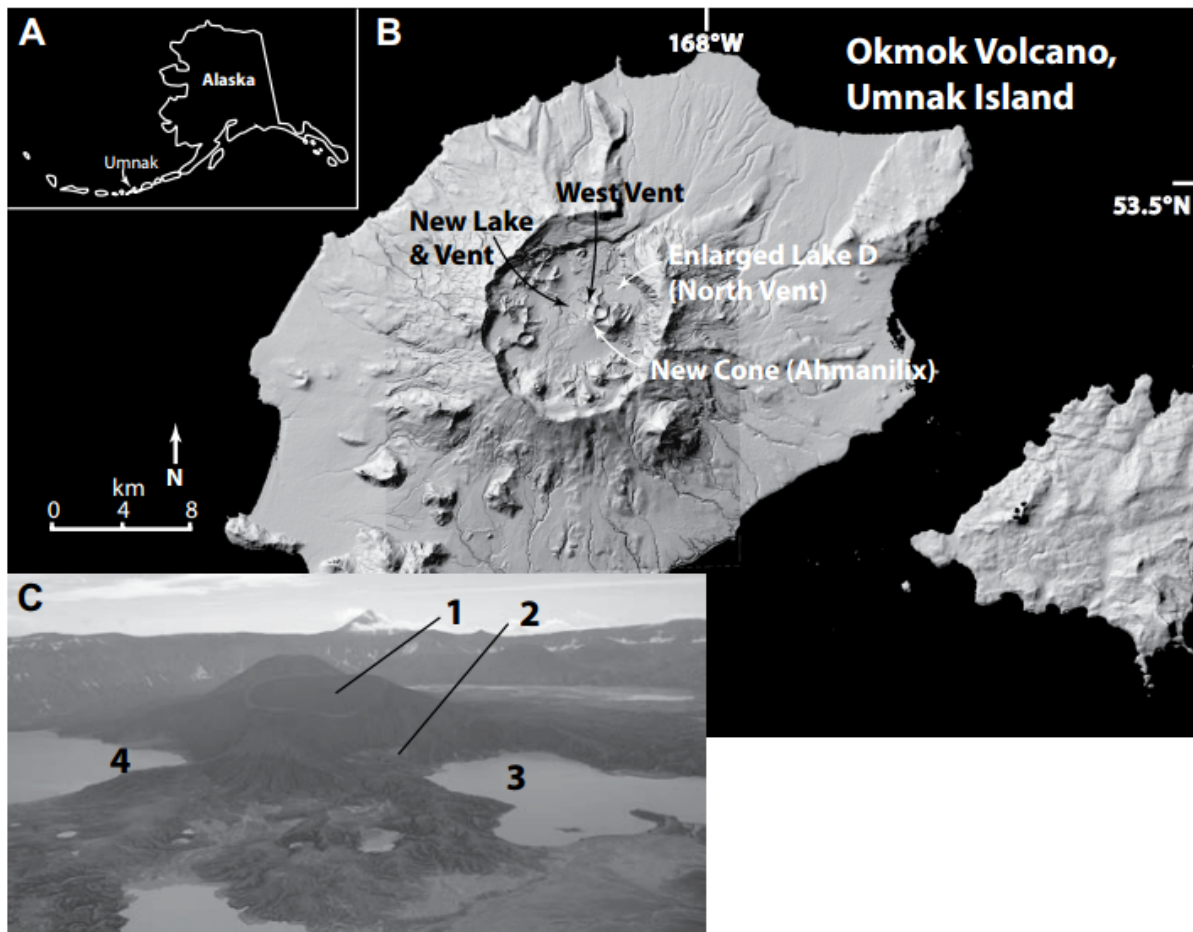 A
Alaska
Umnak
B
168°W
Okmok Volcano,
Umnak Island
53.5°N
West Vent
New Lake
& Vent
Enlarged Lake D
(North Vent)
New Cone (Ahmanilix)
km
0 4 8
N
C
1
2
3
4